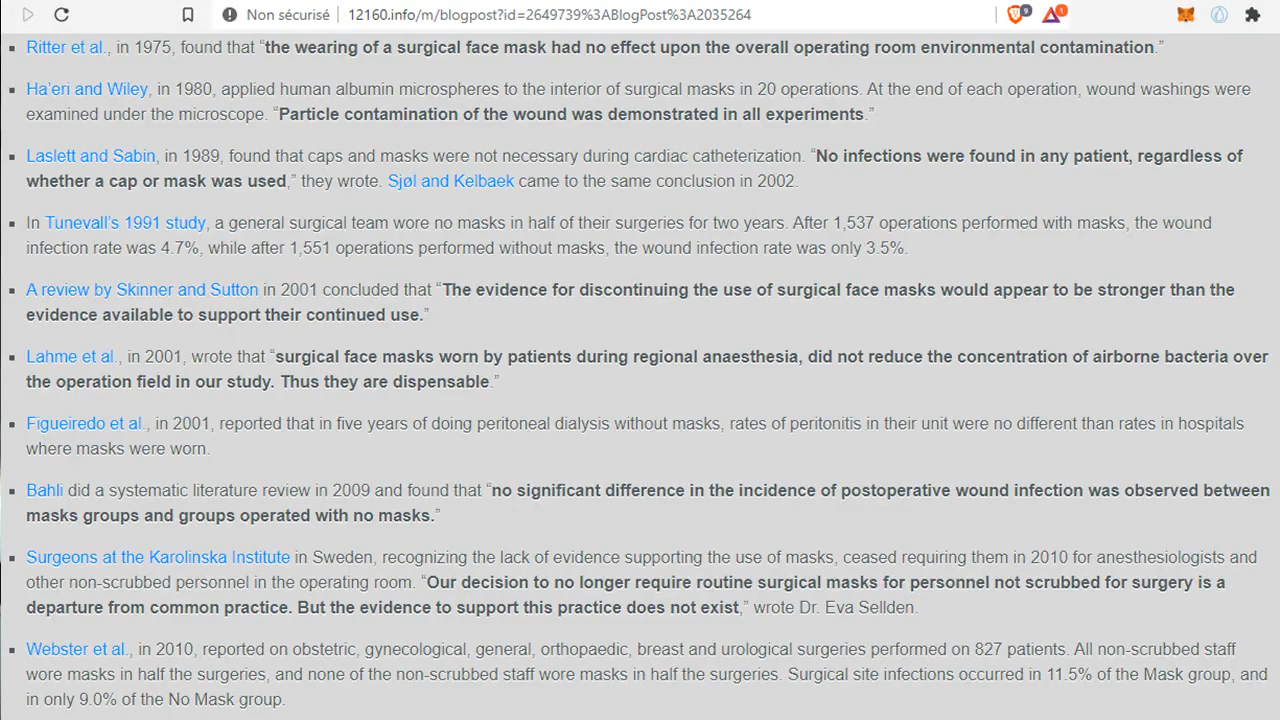 Non sécurisé | 12160.info/m/blogpost?id=2649739%3ABlogPost%3A2035264
9
1
Ritter et al., in 1975, found that “the wearing of a surgical face mask had no effect upon the overall operating room environmental contamination.”
Ha’eri and Wiley, in 1980, applied human albumin microspheres to the interior of surgical masks in 20 operations. At the end of each operation, wound washings were
examined under the microscope. “Particle contamination of the wound was demonstrated in all experiments.”
Laslett and Sabin, in 1989, found that caps and masks were not necessary during cardiac catheterization. “No infections were found in any patient, regardless of
whether a cap or mask was used,” they wrote. Sjøl and Kelbaek came to the same conclusion in 2002.
In Tunevall’s 1991 study, a general surgical team wore no masks in half of their surgeries for two years. After 1,537 operations performed with masks, the wound
infection rate was 4.7%, while after 1,551 operations performed without masks, the wound infection rate was only 3.5%.
A review by Skinner and Sutton in 2001 concluded that “The evidence for discontinuing the use of surgical face masks would appear to be stronger than the
evidence available to support their continued use.”
Lahme et al., in 2001, wrote that “surgical face masks worn by patients during regional anaesthesia, did not reduce the concentration of airborne bacteria over
the operation field in our study. Thus they are dispensable.”
Figueiredo et al., in 2001, reported that in five years of doing peritoneal dialysis without masks, rates of peritonitis in their unit were no different than rates in hospitals
where masks were worn.
Bahli did a systematic literature review in 2009 and found that “no significant difference in the incidence of postoperative wound infection was observed between
masks groups and groups operated with no masks.”
Surgeons at the Karolinska Institute in Sweden, recognizing the lack of evidence supporting the use of masks, ceased requiring them in 2010 for anesthesiologists and
other non-scrubbed personnel in the operating room. “Our decision to no longer require routine surgical masks for personnel not scrubbed for surgery is a
departure from common practice. But the evidence to support this practice does not exist,” wrote Dr. Eva Sellden.
Webster et al., in 2010, reported on obstetric, gynecological, general, orthopaedic, breast and urological surgeries performed on 827 patients. All non-scrubbed staff
wore masks in half the surgeries, and none of the non-scrubbed staff wore masks in half the surgeries. Surgical site infections occurred in 11.5% of the Mask group, and
in only 9.0% of the No Mask group.